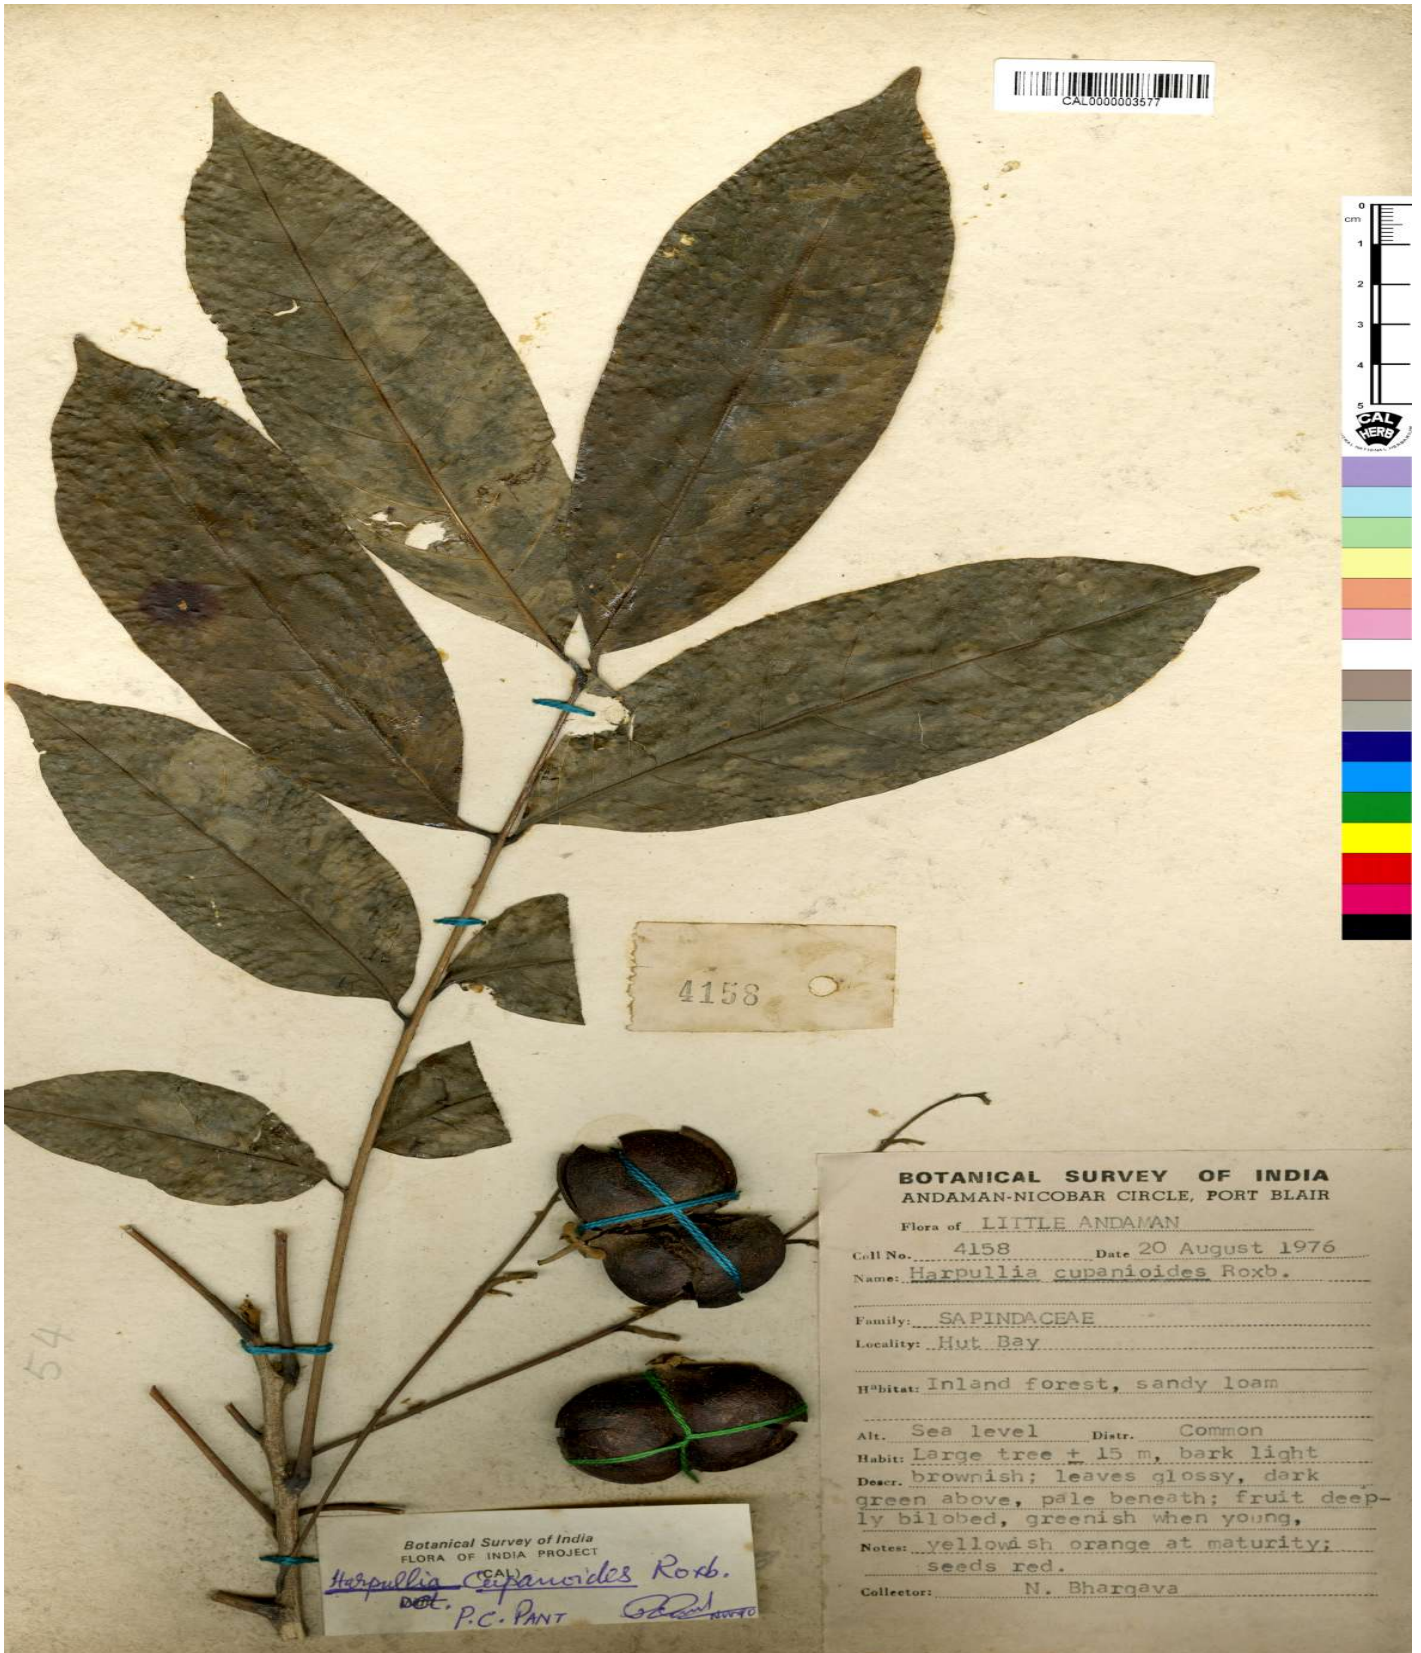 CAL0000003577
0
cm
1
2
3
4
5
CAL
HERB
4158
54
BOTANICAL SURVEY OF INDIA
ANDAMAN-NICOBAR CIRCLE, PORT BLAIR
Flora of LITTLE ANDAMAN
Coll No. 4158 Date 20 August 1976
Name: Harpullia cupanioides Roxb.
Family: SAPINDACEAE
Locality: Hut Bay
Habitat: Inland forest, sandy loam
Alt. Sea level Distr. Common
Habit: Large tree ± 15 m, bark light
Descr. brownish; leaves glossy, dark
green above, pale beneath; fruit deep-
ly bilobed, greenish when young,
Notes: yellowish orange at maturity;
seeds red.
Collector: N. Bhargava
Botanical Survey of India
FLORA OF INDIA PROJECT
(CAL)
Harpullia cupanoides Roxb.
Det.
P.C. PANT